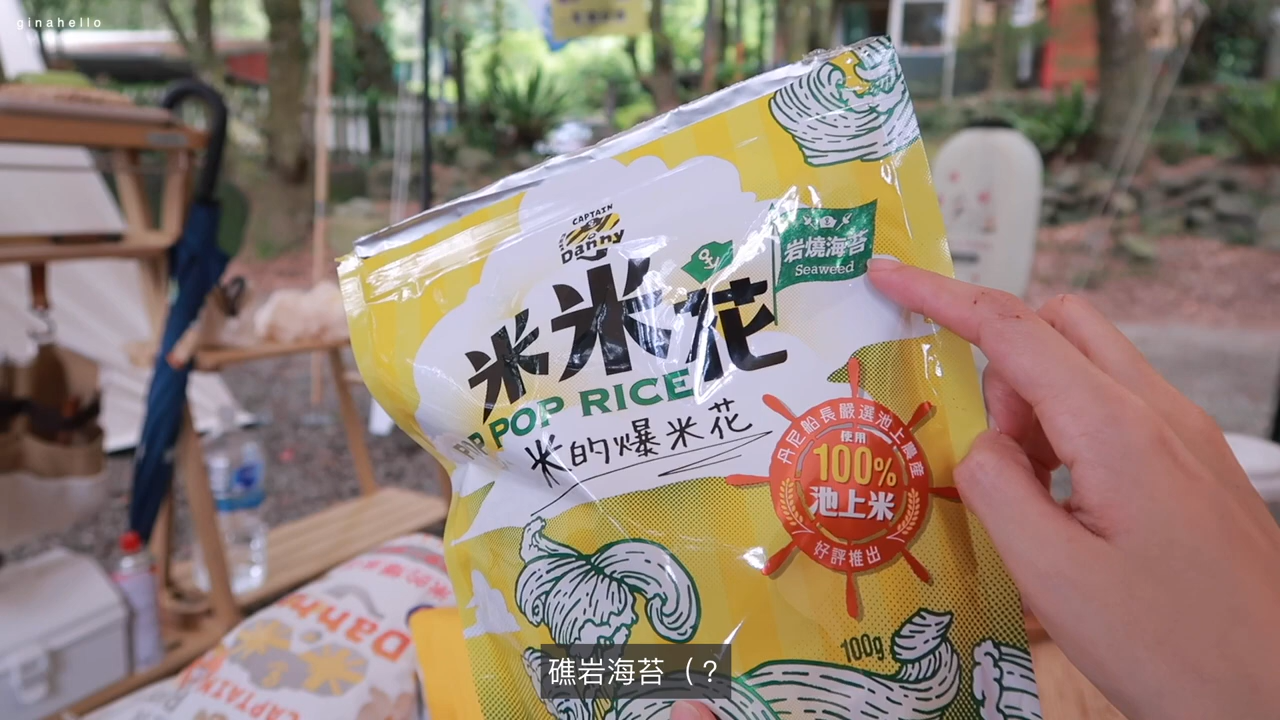 ginahello
CAPTAIN
Danny
岩燒海苔
Seaweed
米米花
POP RICE
米的爆米花
丹尼船長嚴選池上農產
使用
100%
池上米
好評推出
100g
Danny
CAPTAIN
礁岩海苔（？